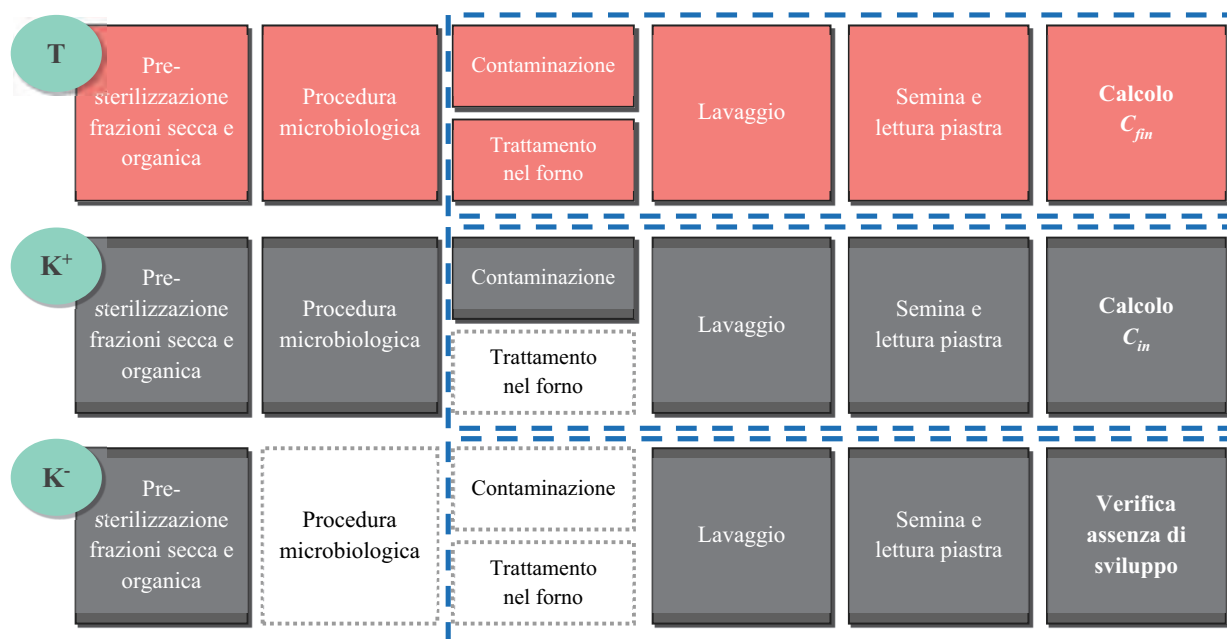 T
Pre-
sterilizzazione
frazioni secca e
organica
Procedura
microbiologica
Contaminazione
Trattamento
nel forno
Lavaggio
Semina e
lettura piastra
Calcolo
C_fin
K⁺
Pre-
sterilizzazione
frazioni secca e
organica
Procedura
microbiologica
Contaminazione
Trattamento
nel forno
Lavaggio
Semina e
lettura piastra
Calcolo
C_in
K⁻
Pre-
sterilizzazione
frazioni secca e
organica
Procedura
microbiologica
Contaminazione
Trattamento
nel forno
Lavaggio
Semina e
lettura piastra
Verifica
assenza di
sviluppo